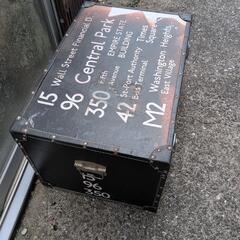 15 Wall Street Financial D
96 Central Park
350 Fifth Avenue EMPIRE STATE BUILDING
42 St.Port Authority Bus Terminal Times Square
M2 Washington Heights East Village
15
96
350